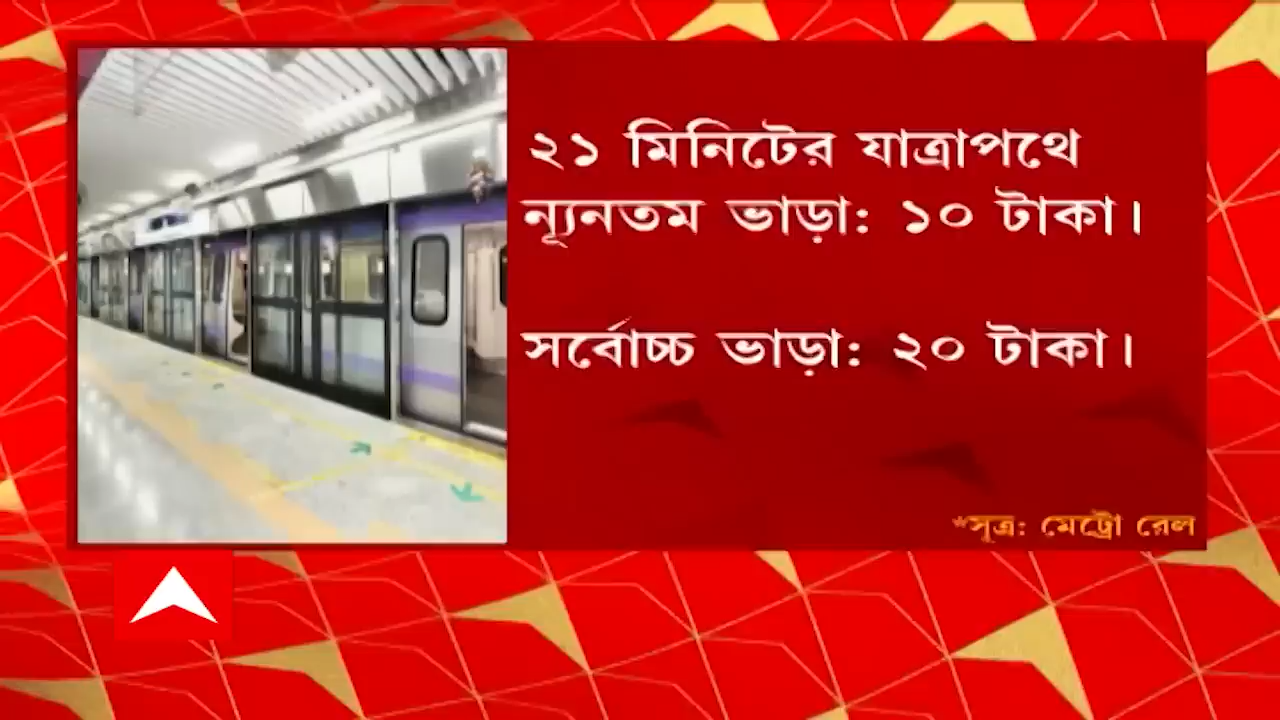 ২১ মিনিটের যাত্রাপথে
ন্যূনতম ভাড়া: ১০ টাকা।
সর্বোচ্চ ভাড়া: ২০ টাকা।
*সূত্র: মেট্রো রেল